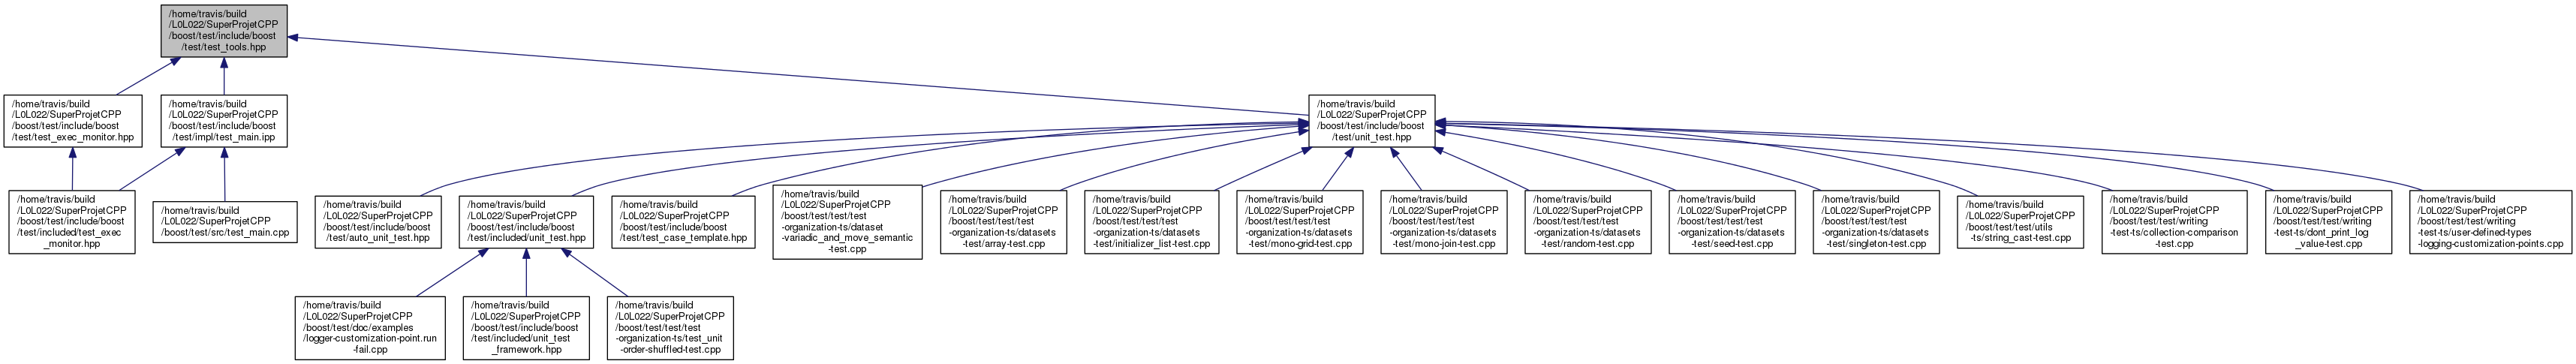 /home/travis/build
/L0L022/SuperProjetCPP
/boost/test/include/boost
/test/test_tools.hpp
/home/travis/build
/L0L022/SuperProjetCPP
/boost/test/include/boost
/test/test_exec_monitor.hpp
/home/travis/build
/L0L022/SuperProjetCPP
/boost/test/include/boost
/test/impl/test_main.ipp
/home/travis/build
/L0L022/SuperProjetCPP
/boost/test/include/boost
/test/unit_test.hpp
/home/travis/build
/L0L022/SuperProjetCPP
/boost/test/include/boost
/test/included/test_exec
_monitor.hpp
/home/travis/build
/L0L022/SuperProjetCPP
/boost/test/src/test_main.cpp
/home/travis/build
/L0L022/SuperProjetCPP
/boost/test/include/boost
/test/auto_unit_test.hpp
/home/travis/build
/L0L022/SuperProjetCPP
/boost/test/include/boost
/test/included/unit_test.hpp
/home/travis/build
/L0L022/SuperProjetCPP
/boost/test/include/boost
/test/test_case_template.hpp
/home/travis/build
/L0L022/SuperProjetCPP
/boost/test/test/test
-organization-ts/dataset
-variadic_and_move_semantic
-test.cpp
/home/travis/build
/L0L022/SuperProjetCPP
/boost/test/test/test
-organization-ts/datasets
-test/array-test.cpp
/home/travis/build
/L0L022/SuperProjetCPP
/boost/test/test/test
-organization-ts/datasets
-test/initializer_list-test.cpp
/home/travis/build
/L0L022/SuperProjetCPP
/boost/test/test/test
-organization-ts/datasets
-test/mono-grid-test.cpp
/home/travis/build
/L0L022/SuperProjetCPP
/boost/test/test/test
-organization-ts/datasets
-test/mono-join-test.cpp
/home/travis/build
/L0L022/SuperProjetCPP
/boost/test/test/test
-organization-ts/datasets
-test/random-test.cpp
/home/travis/build
/L0L022/SuperProjetCPP
/boost/test/test/test
-organization-ts/datasets
-test/seed-test.cpp
/home/travis/build
/L0L022/SuperProjetCPP
/boost/test/test/test
-organization-ts/datasets
-test/singleton-test.cpp
/home/travis/build
/L0L022/SuperProjetCPP
/boost/test/test/utils
-ts/string_cast-test.cpp
/home/travis/build
/L0L022/SuperProjetCPP
/boost/test/test/writing
-test-ts/collection-comparison
-test.cpp
/home/travis/build
/L0L022/SuperProjetCPP
/boost/test/test/writing
-test-ts/dont_print_log
_value-test.cpp
/home/travis/build
/L0L022/SuperProjetCPP
/boost/test/test/writing
-test-ts/user-defined-types
-logging-customization-points.cpp
/home/travis/build
/L0L022/SuperProjetCPP
/boost/test/doc/examples
/logger-customization-point.run
-fail.cpp
/home/travis/build
/L0L022/SuperProjetCPP
/boost/test/include/boost
/test/included/unit_test
_framework.hpp
/home/travis/build
/L0L022/SuperProjetCPP
/boost/test/test/test
-organization-ts/test_unit
-order-shuffled-test.cpp